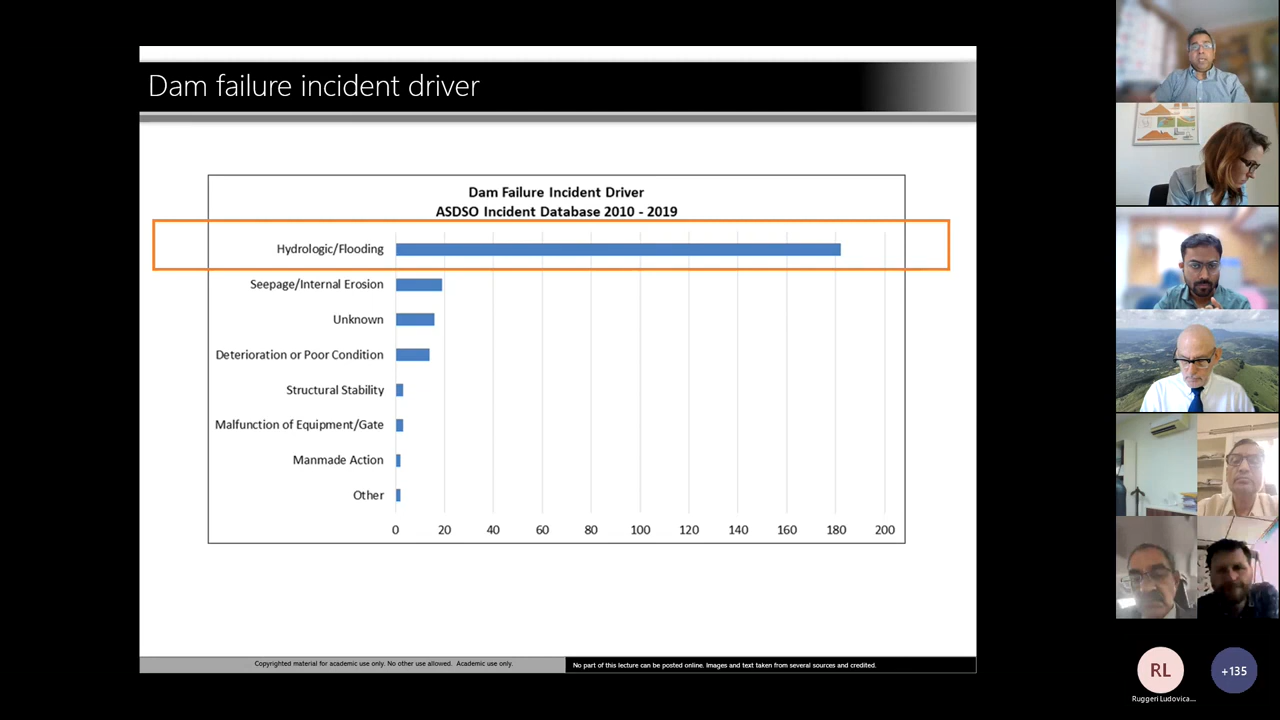 Dam failure incident driver
Dam Failure Incident Driver
ASDSO Incident Database 2010 - 2019
Hydrologic/Flooding
Seepage/Internal Erosion
Unknown
Deterioration or Poor Condition
Structural Stability
Malfunction of Equipment/Gate
Manmade Action
Other
0 20 40 60 80 100 120 140 160 180 200
Copyrighted material for academic use only. No other use allowed. Academic use only.
No part of this lecture can be posted online. Images and text taken from several sources and credited.
RL
+135
Ruggeri Ludovica...